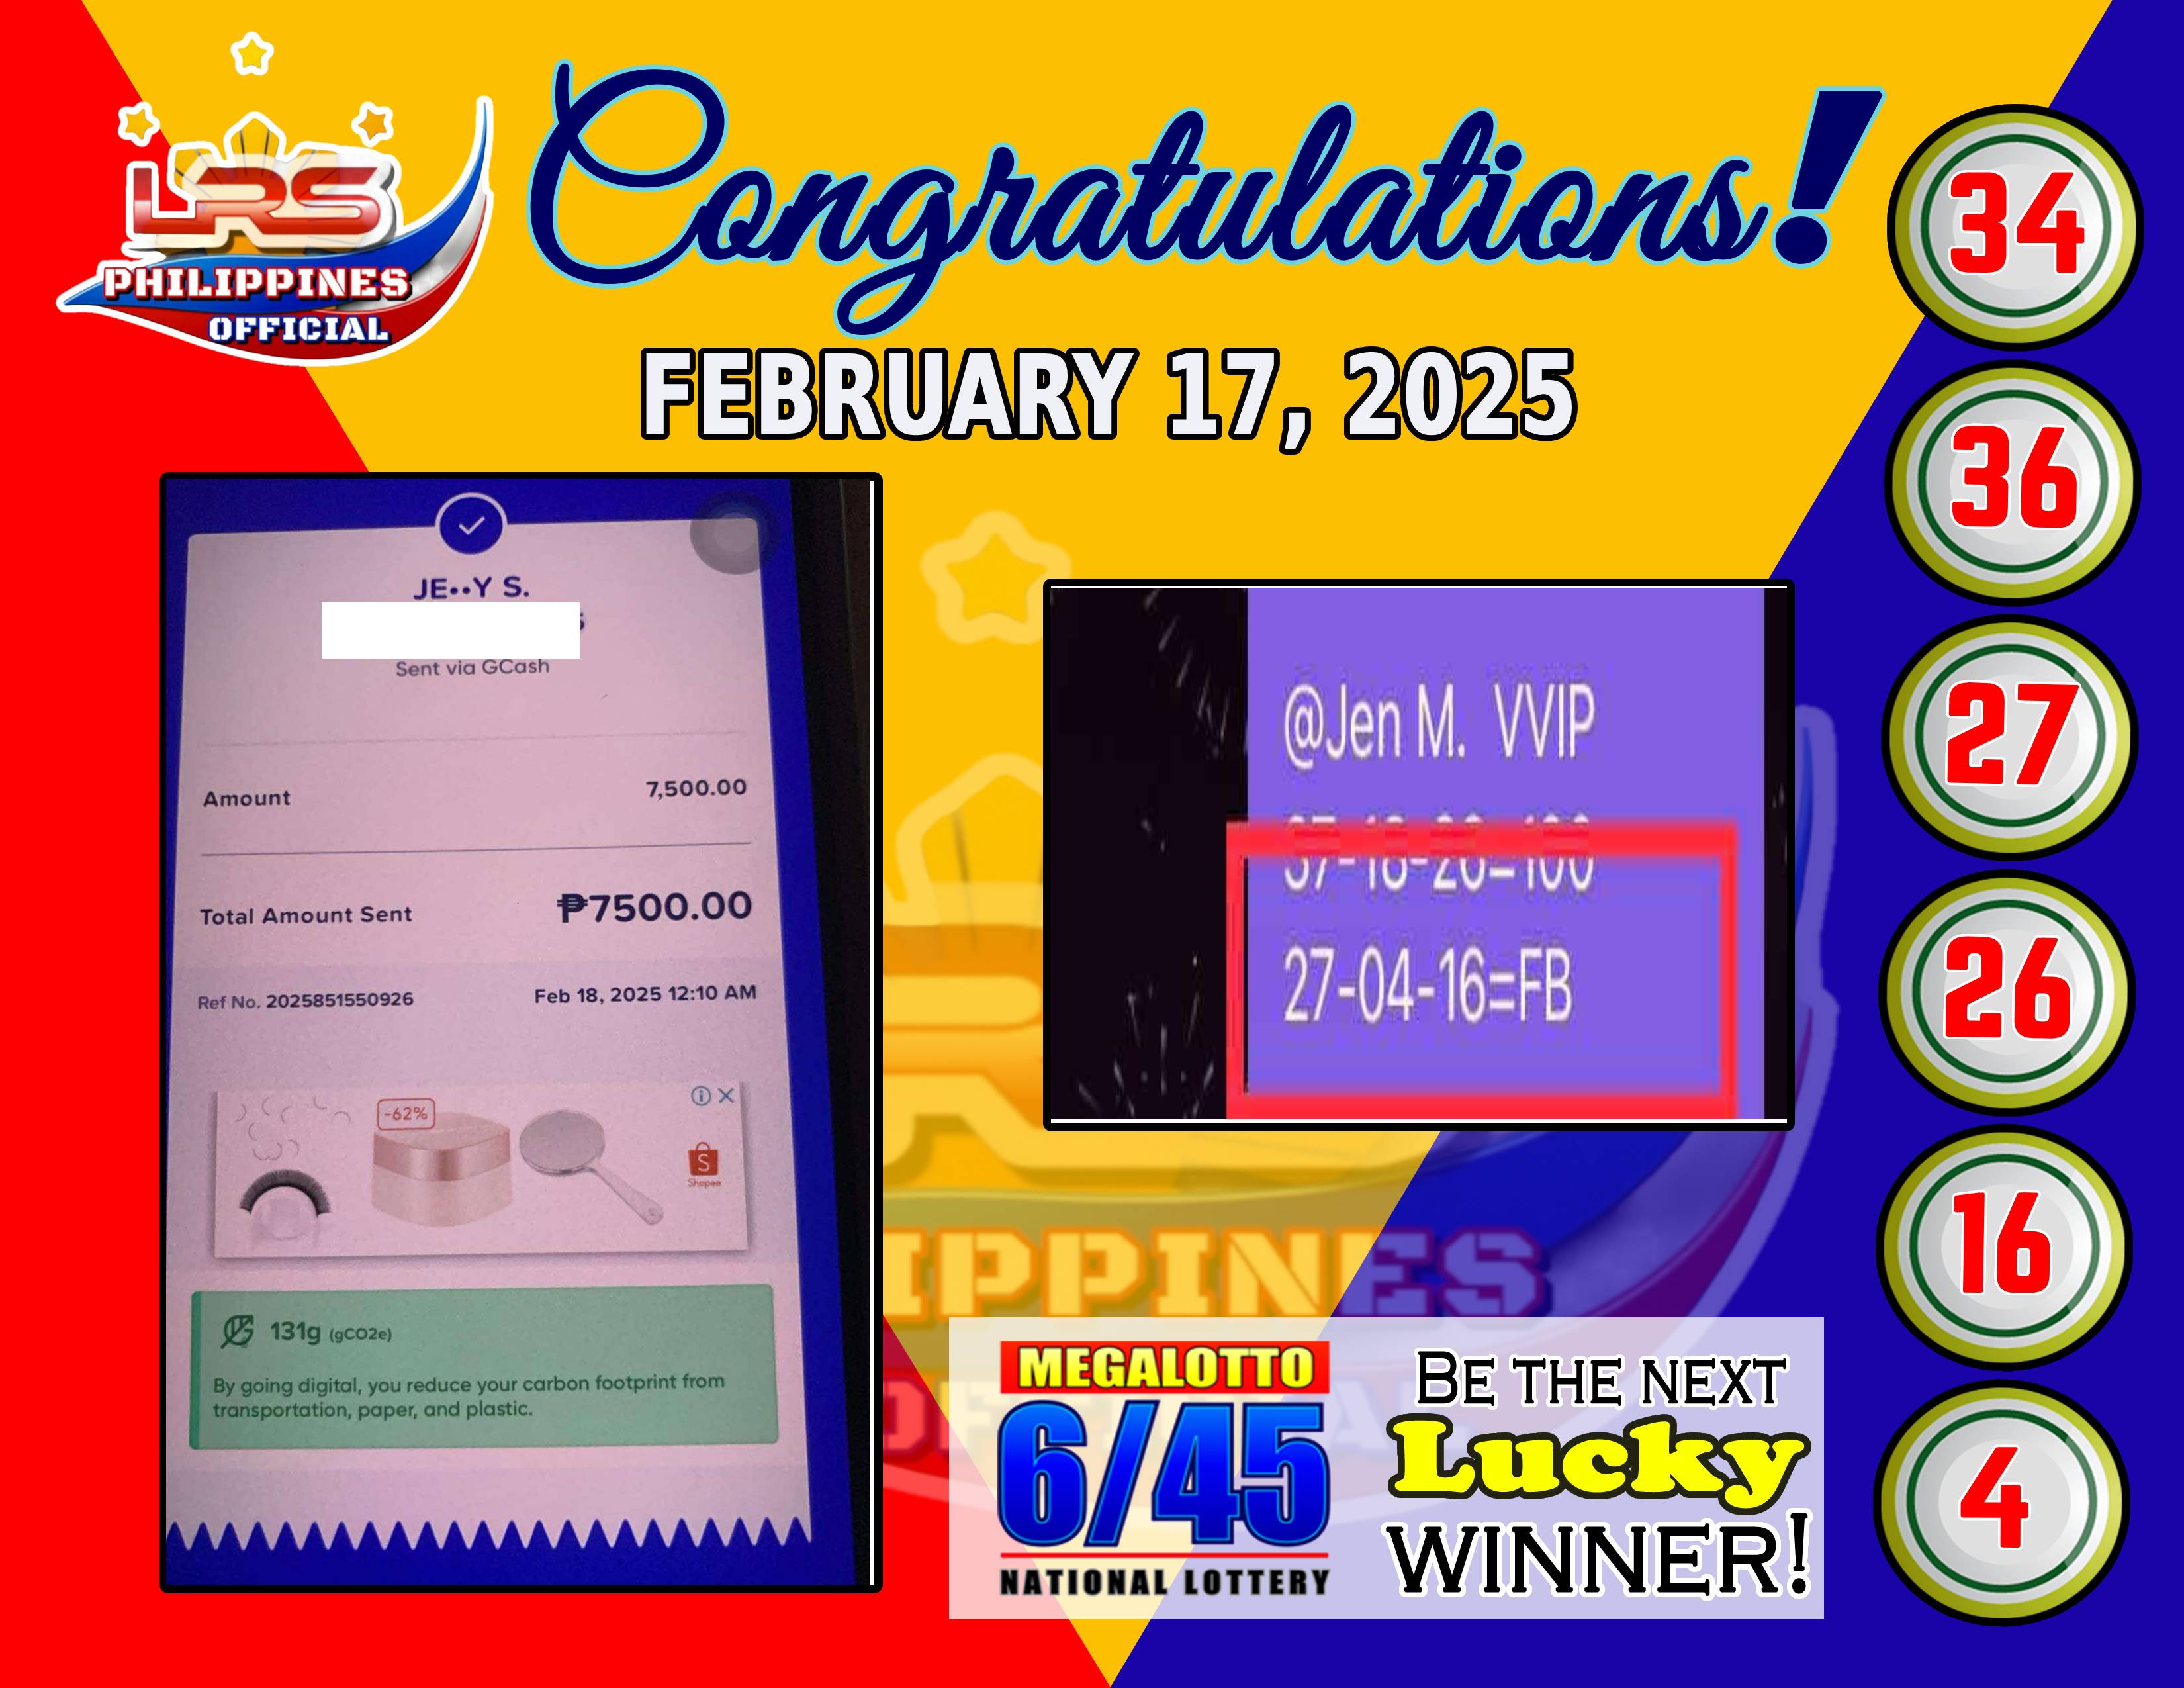 LRS
PHILIPPINES
OFFICIAL
Congratulations!
FEBRUARY 17, 2025
JE••Y S.
Sent via GCash
Amount 7,500.00
Total Amount Sent ₱7500.00
Ref No. 2025851550926 Feb 18, 2025 12:10 AM
-62%
Shopee
131g (gCO2e)
By going digital, you reduce your carbon footprint from
transportation, paper, and plastic.
@Jen M. VVIP
27-04-16=FB
MEGALOTTO
6/45
NATIONAL LOTTERY
BE THE NEXT
Lucky
WINNER!
34
36
27
26
16
4